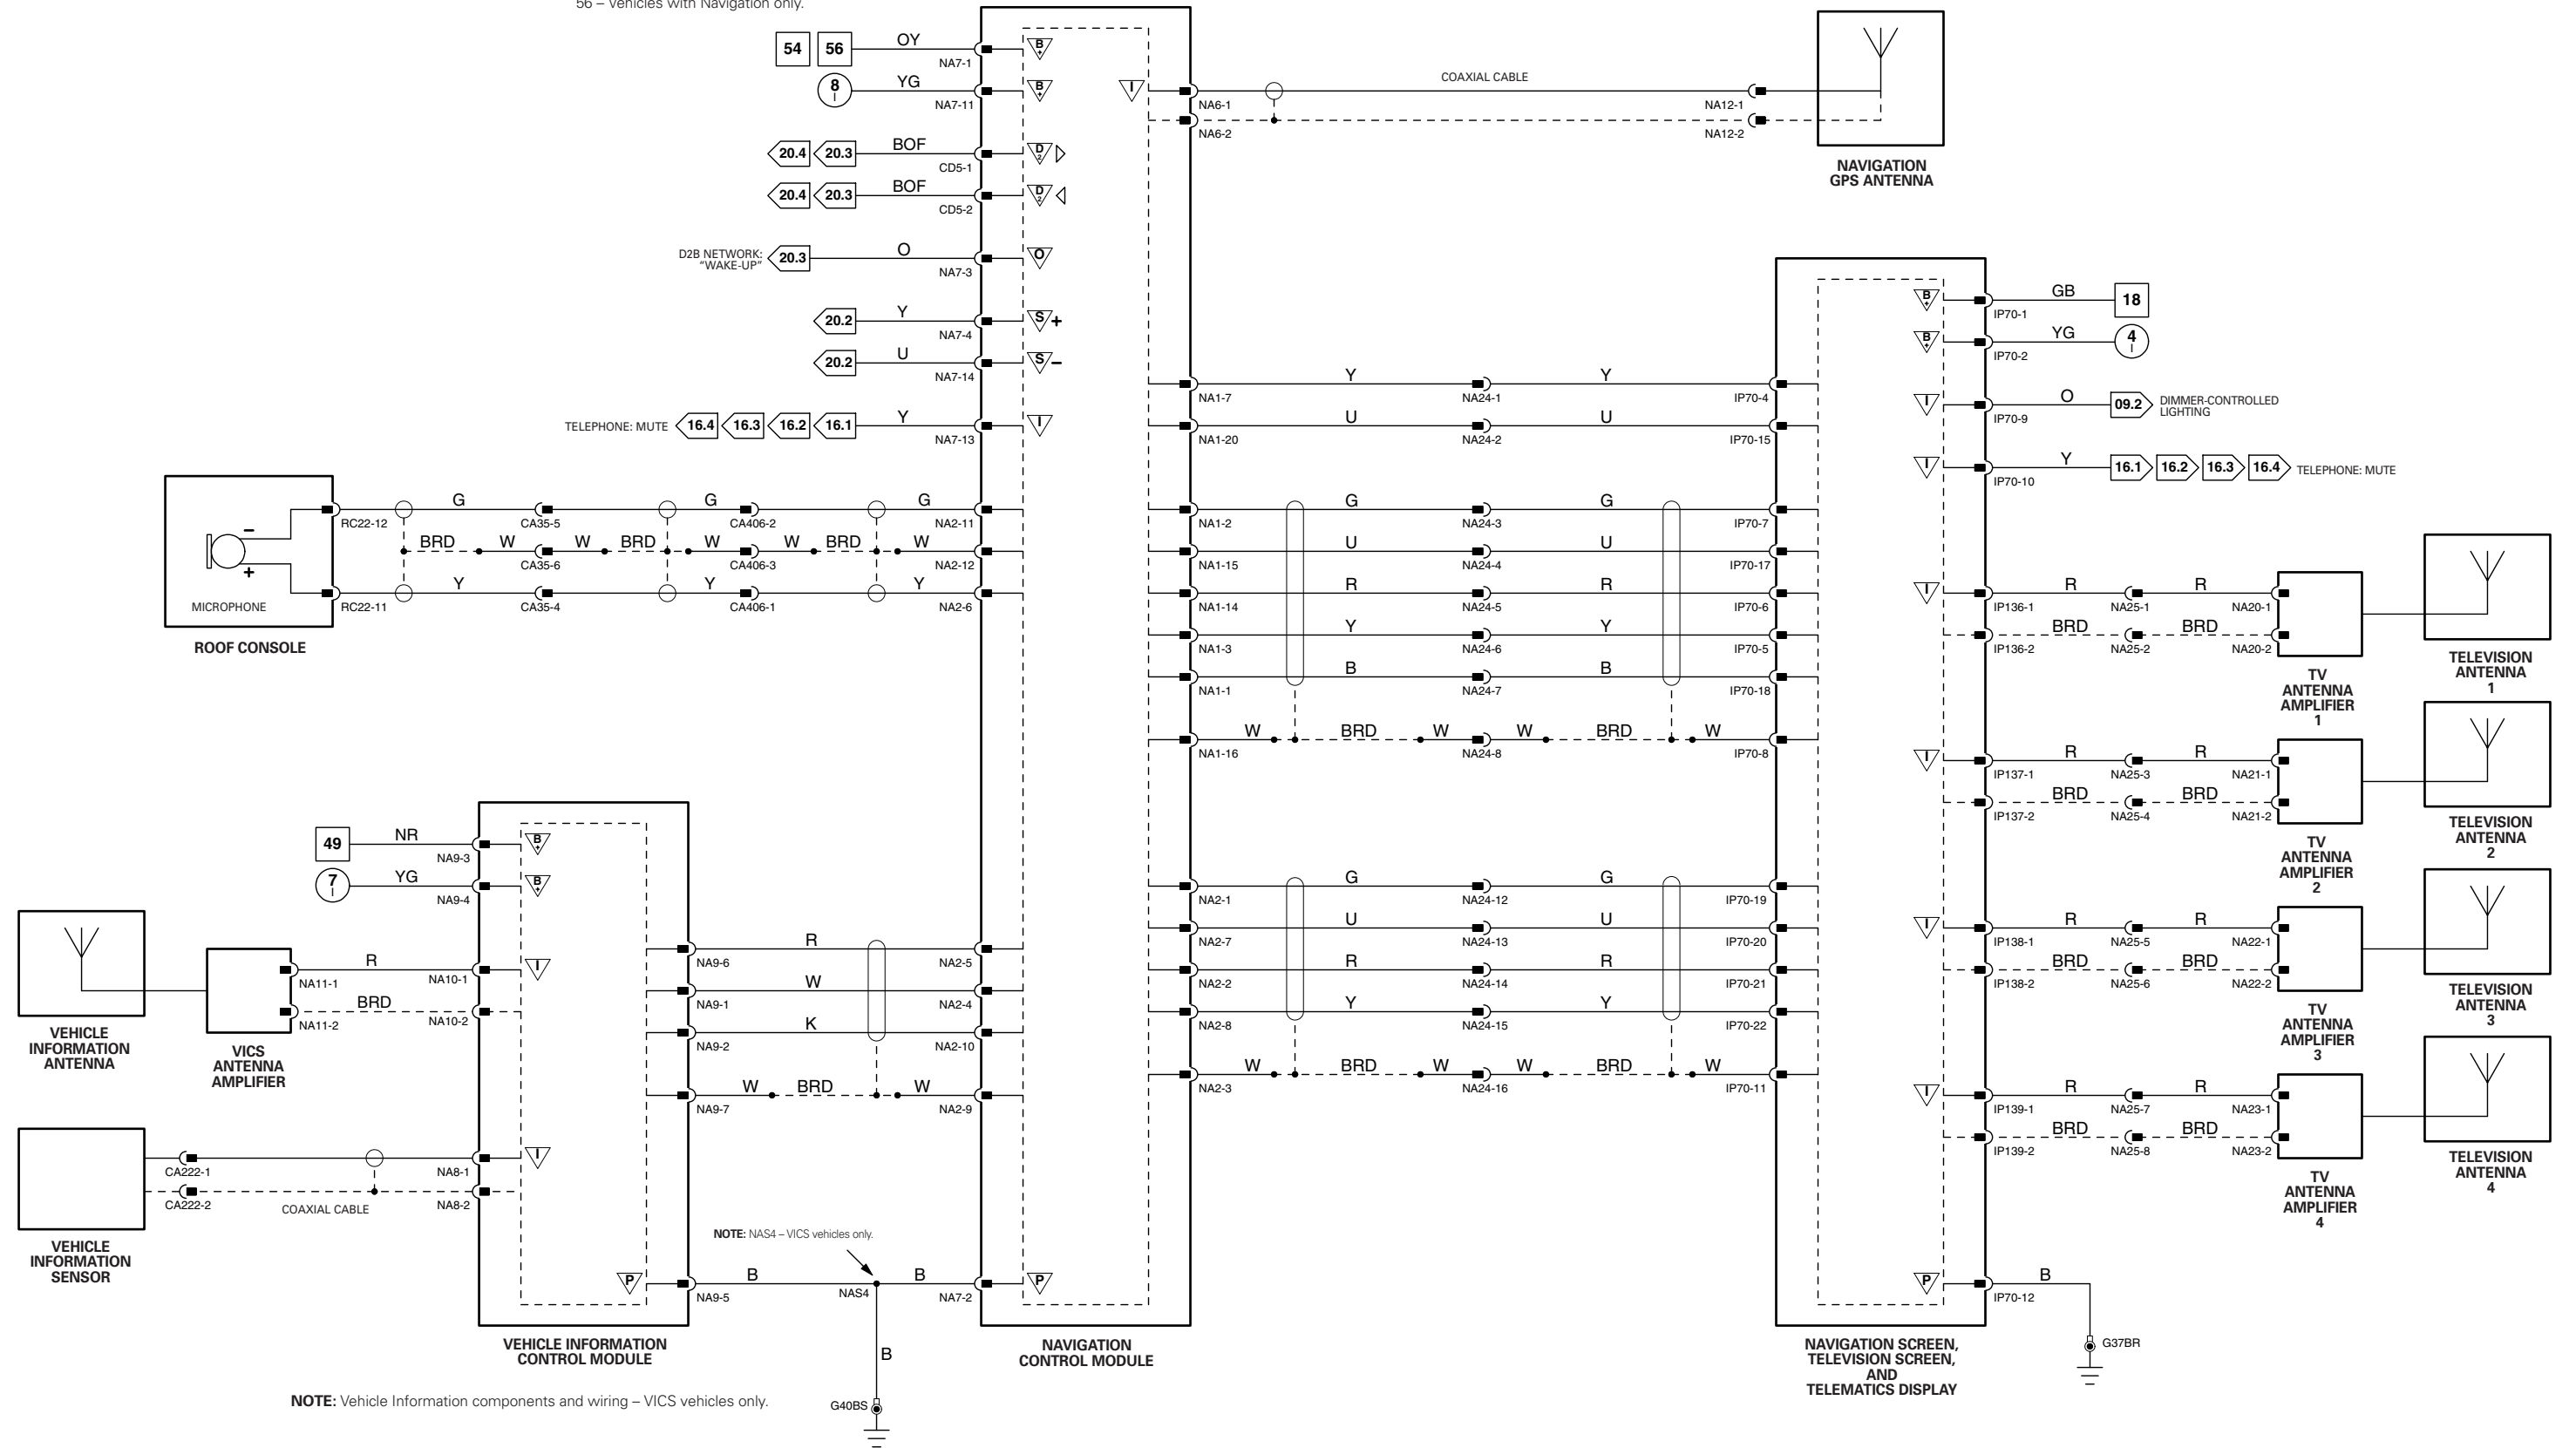 56 – Vehicles with Navigation only.
54 56 OY NA7-1 B+
8 I YG NA7-11 B+
20.4 20.3 BOF CD5-1 D2
20.4 20.3 BOF CD5-2 D2
D2B NETWORK:
“WAKE-UP” 20.3 O NA7-3 O
20.2 Y NA7-4 S +
20.2 U NA7-14 S –
TELEPHONE: MUTE 16.4 16.3 16.2 16.1 Y NA7-13 I
I NA6-1 COAXIAL CABLE NA12-1
NA6-2 NA12-2
NAVIGATION
GPS ANTENNA
– RC22-12 G CA35-5 G CA406-2 G NA2-11
BRD W CA35-6 W BRD W CA406-3 W BRD W NA2-12
+ RC22-11 Y CA35-4 Y CA406-1 Y NA2-6
MICROPHONE
ROOF CONSOLE
NA1-7 Y NA24-1 Y IP70-4
NA1-20 U NA24-2 U IP70-15
NA1-2 G NA24-3 G IP70-7
NA1-15 U NA24-4 U IP70-17
NA1-14 R NA24-5 R IP70-6
NA1-3 Y NA24-6 Y IP70-5
NA1-1 B NA24-7 B IP70-18
NA1-16 W BRD W NA24-8 W BRD W IP70-8
NA2-1 G NA24-12 G IP70-19
NA2-7 U NA24-13 U IP70-20
NA2-2 R NA24-14 R IP70-21
NA2-8 Y NA24-15 Y IP70-22
NA2-3 W BRD W NA24-16 W BRD W IP70-11
B+ IP70-1 GB 18
B+ IP70-2 YG 4 I
I IP70-9 O 09.2 DIMMER-CONTROLLED
LIGHTING
I IP70-10 Y 16.1 16.2 16.3 16.4 TELEPHONE: MUTE
I IP136-1 R NA25-1 R NA20-1
IP136-2 BRD NA25-2 BRD NA20-2
TV
ANTENNA
AMPLIFIER
1
TELEVISION
ANTENNA
1
I IP137-1 R NA25-3 R NA21-1
IP137-2 BRD NA25-4 BRD NA21-2
TV
ANTENNA
AMPLIFIER
2
TELEVISION
ANTENNA
2
I IP138-1 R NA25-5 R NA22-1
IP138-2 BRD NA25-6 BRD NA22-2
TV
ANTENNA
AMPLIFIER
3
TELEVISION
ANTENNA
3
I IP139-1 R NA25-7 R NA23-1
IP139-2 BRD NA25-8 BRD NA23-2
TV
ANTENNA
AMPLIFIER
4
TELEVISION
ANTENNA
4
P IP70-12 B
G37BR
49 NR NA9-3 B+
7 I YG NA9-4 B+
NA11-1 R NA10-1 I
NA11-2 BRD NA10-2
VEHICLE
INFORMATION
ANTENNA
VICS
ANTENNA
AMPLIFIER
CA222-1 NA8-1 I
CA222-2 COAXIAL CABLE NA8-2
VEHICLE
INFORMATION
SENSOR
NA9-6 R NA2-5
NA9-1 W NA2-4
NA9-2 K NA2-10
NA9-7 W BRD W NA2-9
NOTE: NAS4 – VICS vehicles only.
P NA9-5 B NAS4 B NA7-2 P
B
G40BS
VEHICLE INFORMATION
CONTROL MODULE
NAVIGATION
CONTROL MODULE
NAVIGATION SCREEN,
TELEVISION SCREEN,
AND
TELEMATICS DISPLAY
NOTE: Vehicle Information components and wiring – VICS vehicles only.